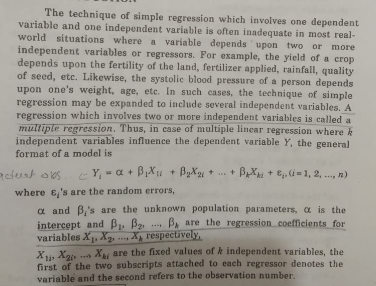 The technique of simple regression which involves one dependent
variable and one independent variable is often inadequate in most real-
world situations where a variable depends upon two or more
independent variables or regressors. For example, the yield of a crop
depends upon the fertility of the land, fertilizer applied, rainfall, quality
of seed, etc. Likewise, the systolic blood pressure of a person depends
upon one's weight, age, etc. In such cases, the technique of simple
regression may be expanded to include several independent variables. A
regression which involves two or more independent variables is called a
multiple regression. Thus, in case of multiple linear regression where k
independent variables influence the dependent variable Y, the general
format of a model is
Yᵢ = α + β₁X₁ᵢ + β₂X₂ᵢ + ... + βₖXₖᵢ + εᵢ, (i = 1, 2, ..., n)
where εᵢ's are the random errors,
α and βᵢ's are the unknown population parameters, α is the
intercept and β₁, β₂, ..., βₖ are the regression coefficients for
variables X₁, X₂, ..., Xₖ respectively,
X₁ᵢ, X₂ᵢ, ..., Xₖᵢ are the fixed values of k independent variables, the
first of the two subscripts attached to each regressor denotes the
variable and the second refers to the observation number.